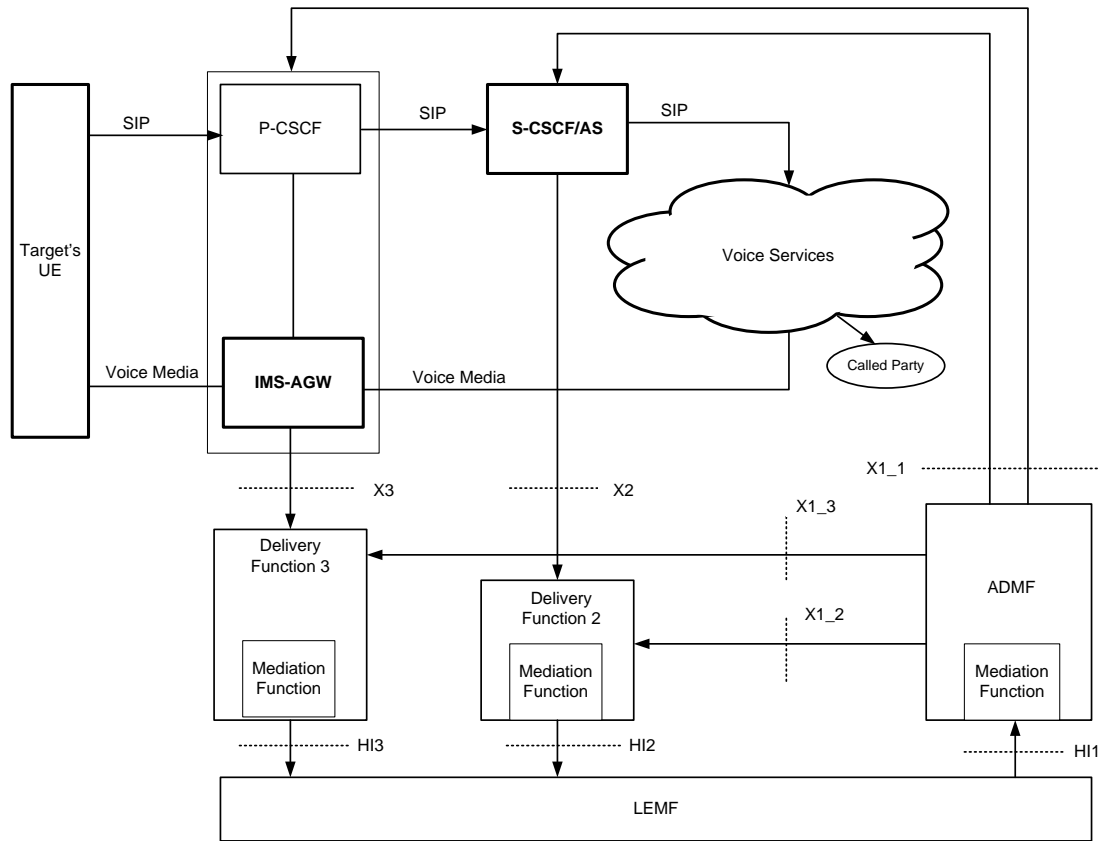 SIP
P-CSCF
SIP
S-CSCF/AS
SIP
Target's
UE
Voice Services
Voice Media
IMS-AGW
Voice Media
Called Party
X1_1
X3
X2
X1_3
Delivery
Function 3
ADMF
Delivery
Function 2
X1_2
Mediation
Function
Mediation
Function
Mediation
Function
HI3
HI2
HI1
LEMF